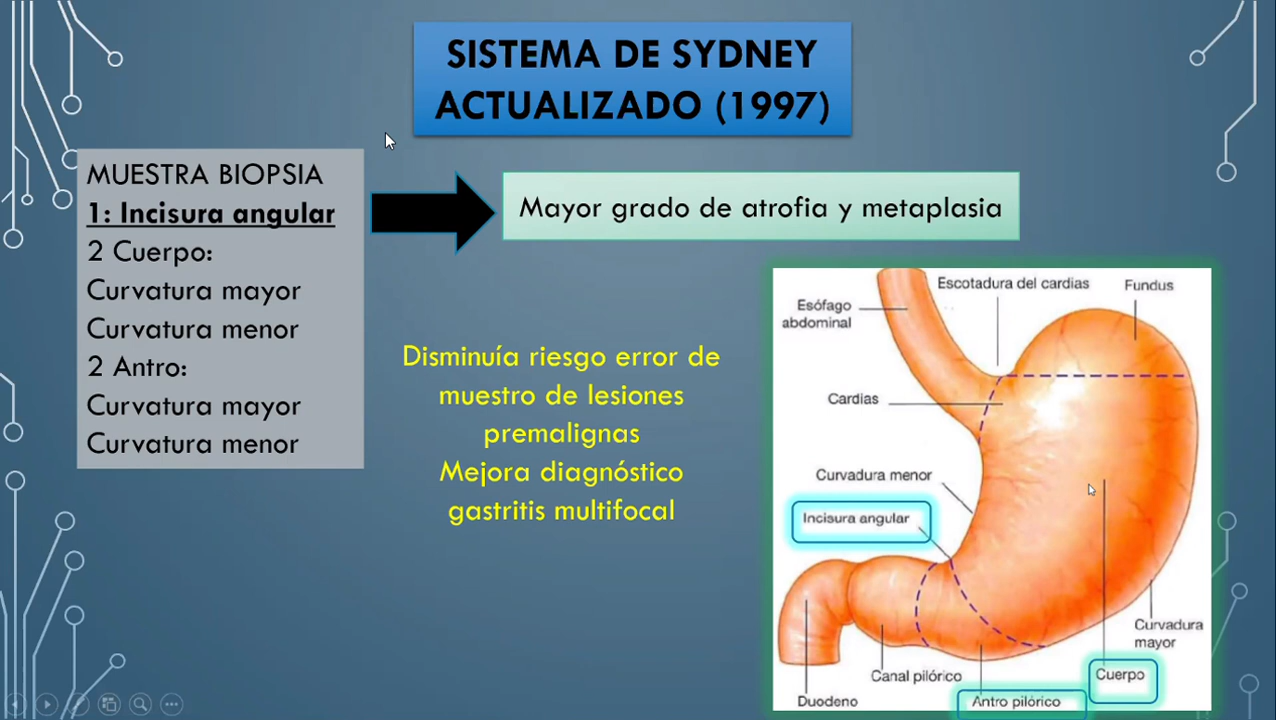 SISTEMA DE SYDNEY
ACTUALIZADO (1997)
MUESTRA BIOPSIA
1: Incisura angular
2 Cuerpo:
Curvatura mayor
Curvatura menor
2 Antro:
Curvatura mayor
Curvatura menor
Mayor grado de atrofia y metaplasia
Disminuía riesgo error de
muestro de lesiones
premalignas
Mejora diagnóstico
gastritis multifocal
Escotadura del cardias
Fundus
Esófago
abdominal
Cardias
Curvadura menor
Incisura angular
Curvadura
mayor
Canal pilórico
Cuerpo
Duodeno
Antro pilórico